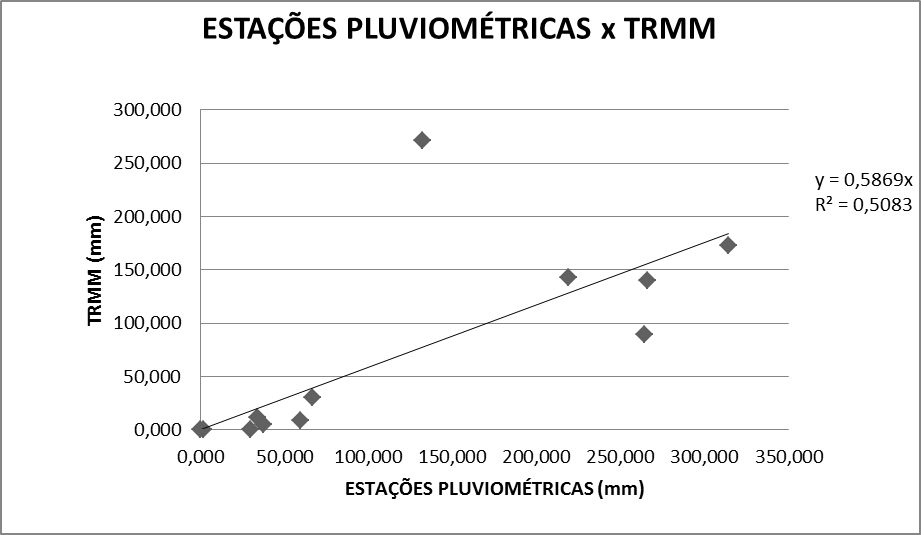 ESTAÇÕES PLUVIOMÉTRICAS x TRMM
300,000
250,000
200,000
150,000
100,000
50,000
0,000
TRMM (mm)
y = 0,5869x
R² = 0,5083
0,000 50,000 100,000 150,000 200,000 250,000 300,000 350,000
ESTAÇÕES PLUVIOMÉTRICAS (mm)